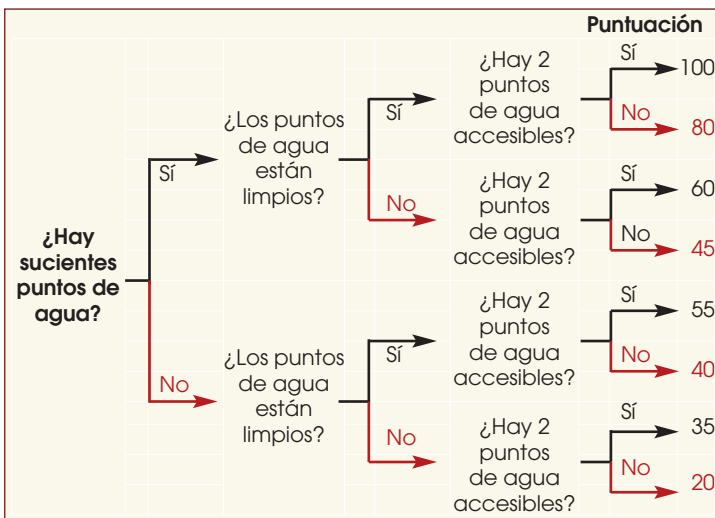 Puntuación
¿Hay
sucientes
puntos de
agua?
Sí
No
¿Los puntos
de agua
están
limpios?
Sí
No
¿Hay 2
puntos
de agua
accesibles?
Sí
100
No
80
¿Hay 2
puntos
de agua
accesibles?
Sí
60
No
45
¿Los puntos
de agua
están
limpios?
Sí
No
¿Hay 2
puntos
de agua
accesibles?
Sí
55
No
40
¿Hay 2
puntos
de agua
accesibles?
Sí
35
No
20